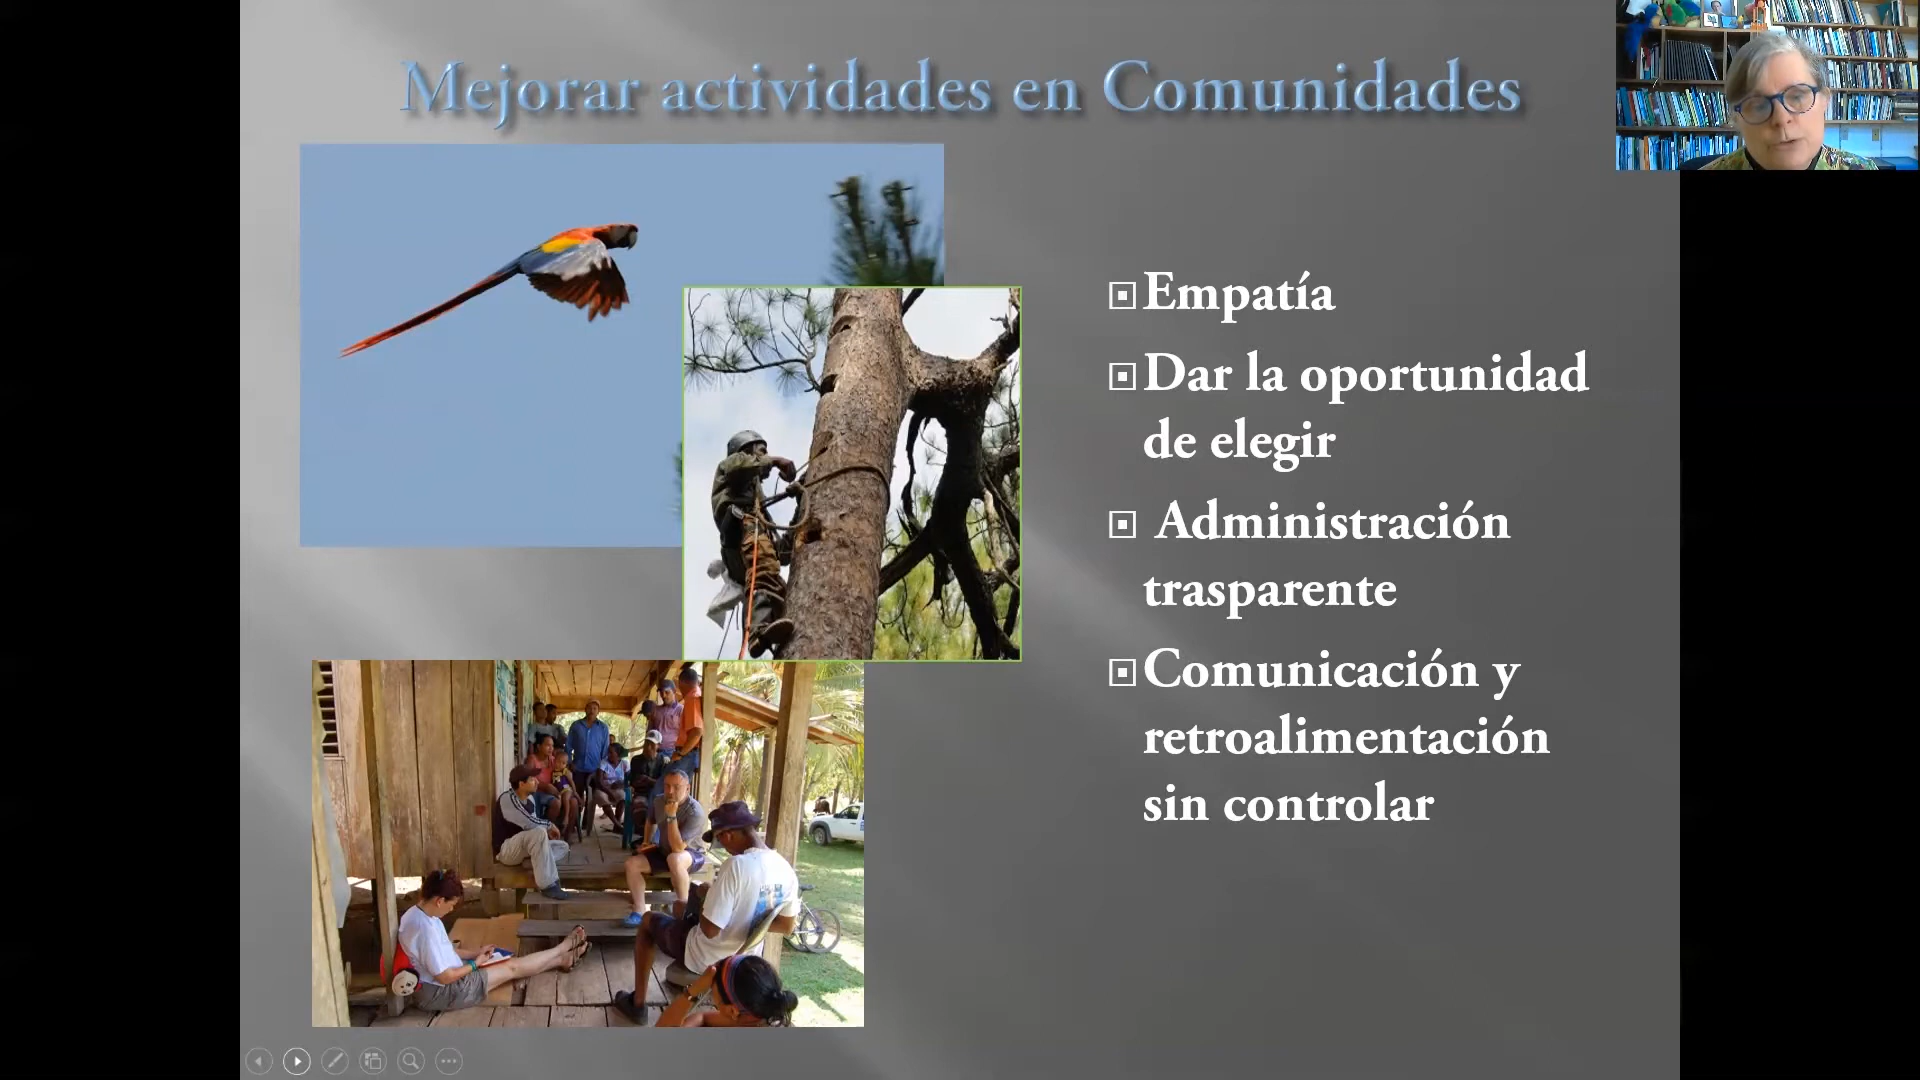 Mejorar actividades en Comunidades
Empatía
Dar la oportunidad
de elegir
Administración
trasparente
Comunicación y
retroalimentación
sin controlar